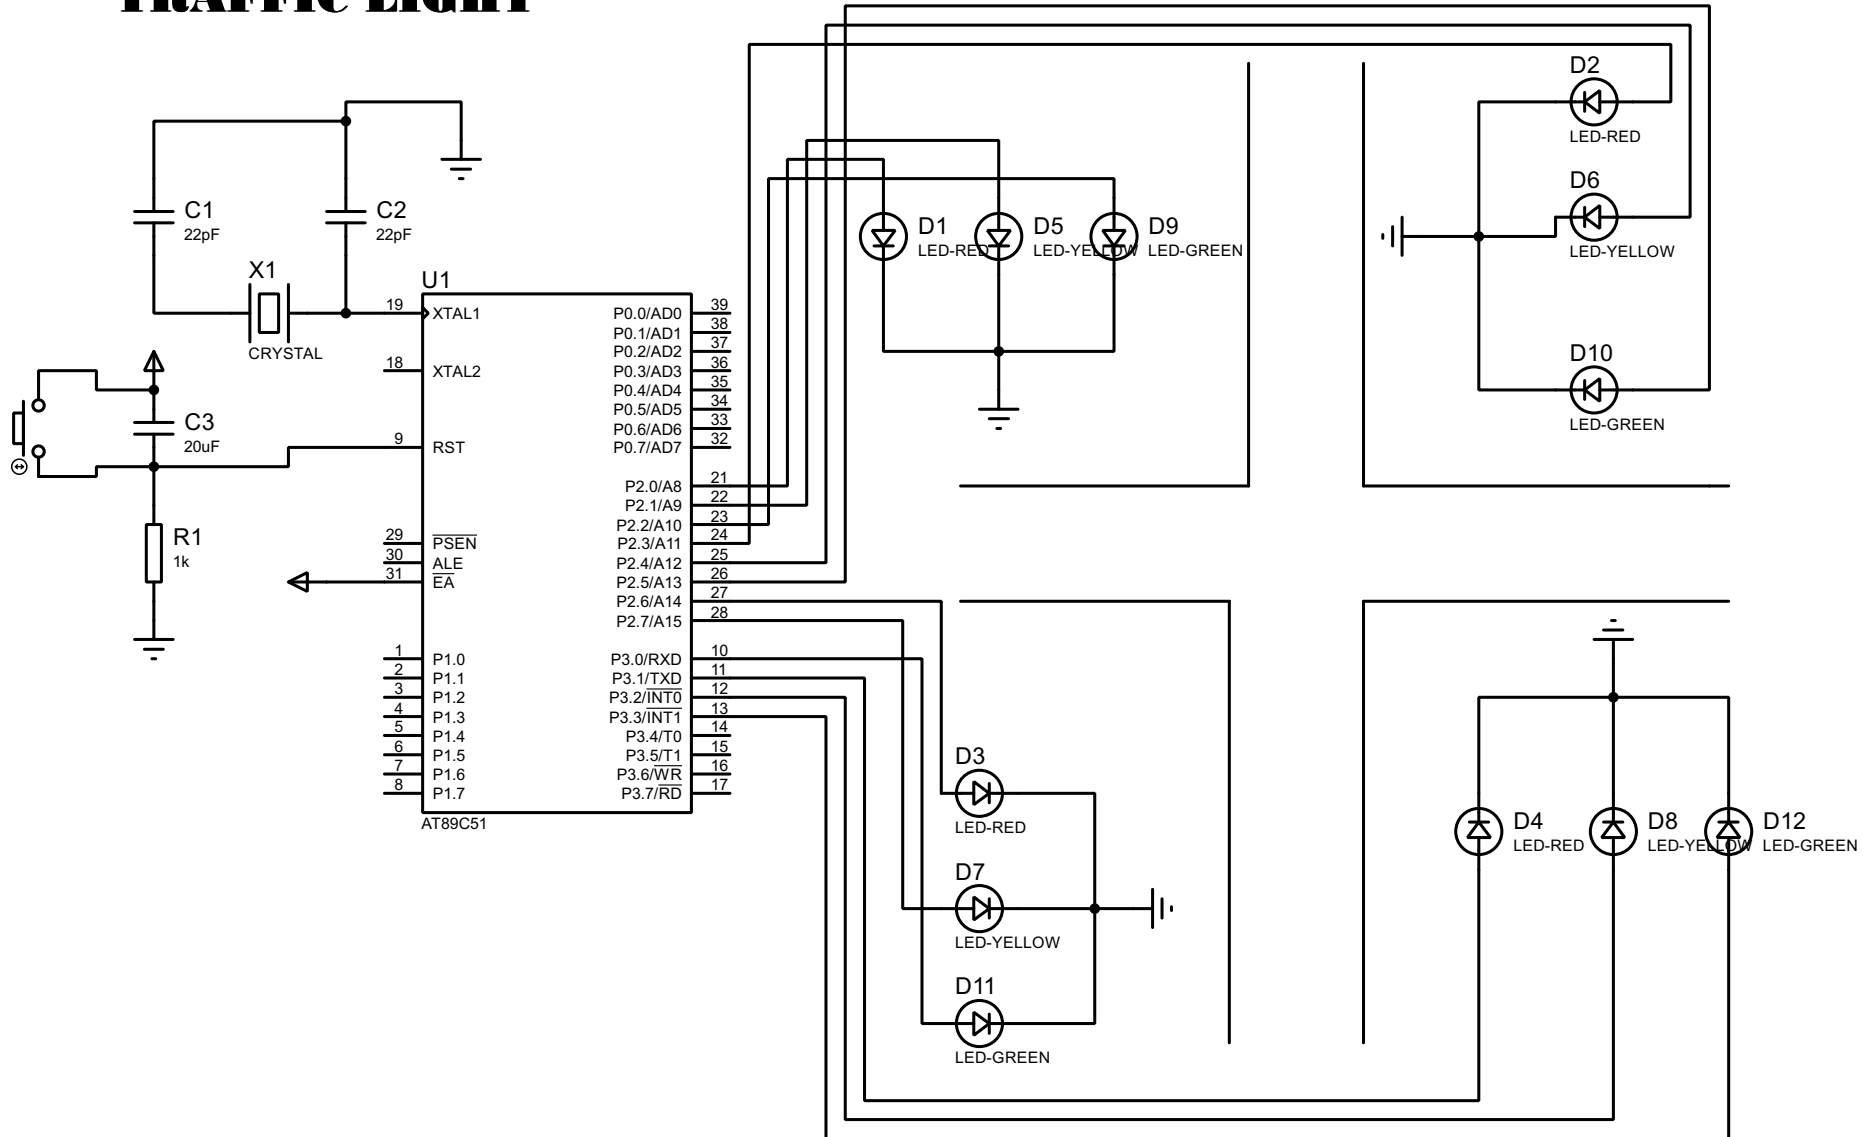 TRAFFIC LIGHT
C1
22pF
C2
22pF
X1
CRYSTAL
C3
20uF
R1
1k
U1
19 XTAL1
18 XTAL2
9 RST
29 PSEN
30 ALE
31 EA
1 P1.0
2 P1.1
3 P1.2
4 P1.3
5 P1.4
6 P1.5
7 P1.6
8 P1.7
P0.0/AD0 39
P0.1/AD1 38
P0.2/AD2 37
P0.3/AD3 36
P0.4/AD4 35
P0.5/AD5 34
P0.6/AD6 33
P0.7/AD7 32
P2.0/A8 21
P2.1/A9 22
P2.2/A10 23
P2.3/A11 24
P2.4/A12 25
P2.5/A13 26
P2.6/A14 27
P2.7/A15 28
P3.0/RXD 10
P3.1/TXD 11
P3.2/INT0 12
P3.3/INT1 13
P3.4/T0 14
P3.5/T1 15
P3.6/WR 16
P3.7/RD 17
AT89C51
D1
LED-RED
D5
LED-YELLOW
D9
LED-GREEN
D2
LED-RED
D6
LED-YELLOW
D10
LED-GREEN
D3
LED-RED
D7
LED-YELLOW
D11
LED-GREEN
D4
LED-RED
D8
LED-YELLOW
D12
LED-GREEN